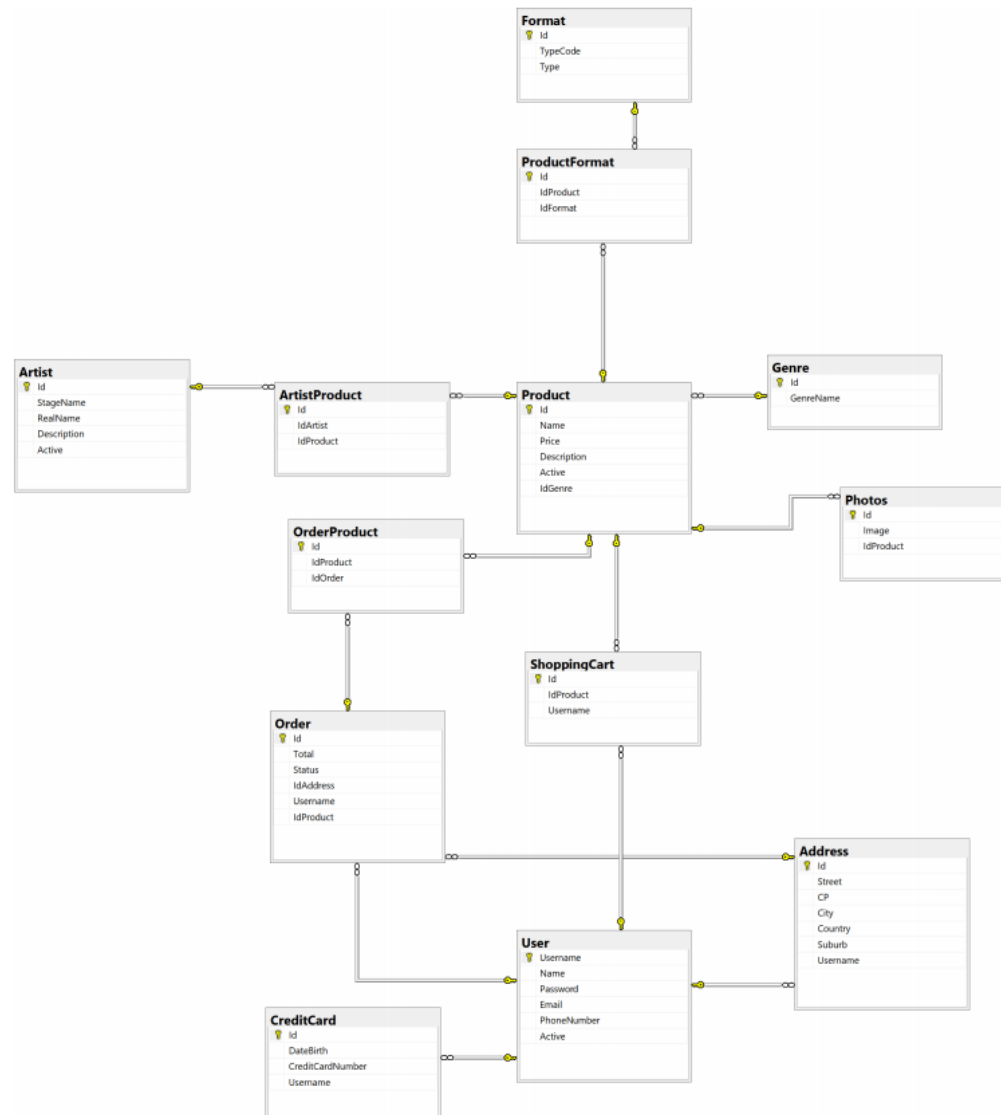 Format
Id
TypeCode
Type
ProductFormat
Id
IdProduct
IdFormat
Artist
Id
StageName
RealName
Description
Active
ArtistProduct
Id
IdArtist
IdProduct
Product
Id
Name
Price
Description
Active
IdGenre
Genre
Id
GenreName
Photos
Id
Image
IdProduct
OrderProduct
Id
IdProduct
IdOrder
ShoppingCart
Id
IdProduct
Username
Order
Id
Total
Status
IdAddress
Username
IdProduct
Address
Id
Street
CP
City
Country
Suburb
Username
User
Username
Name
Password
Email
PhoneNumber
Active
CreditCard
Id
DateBirth
CreditCardNumber
Username